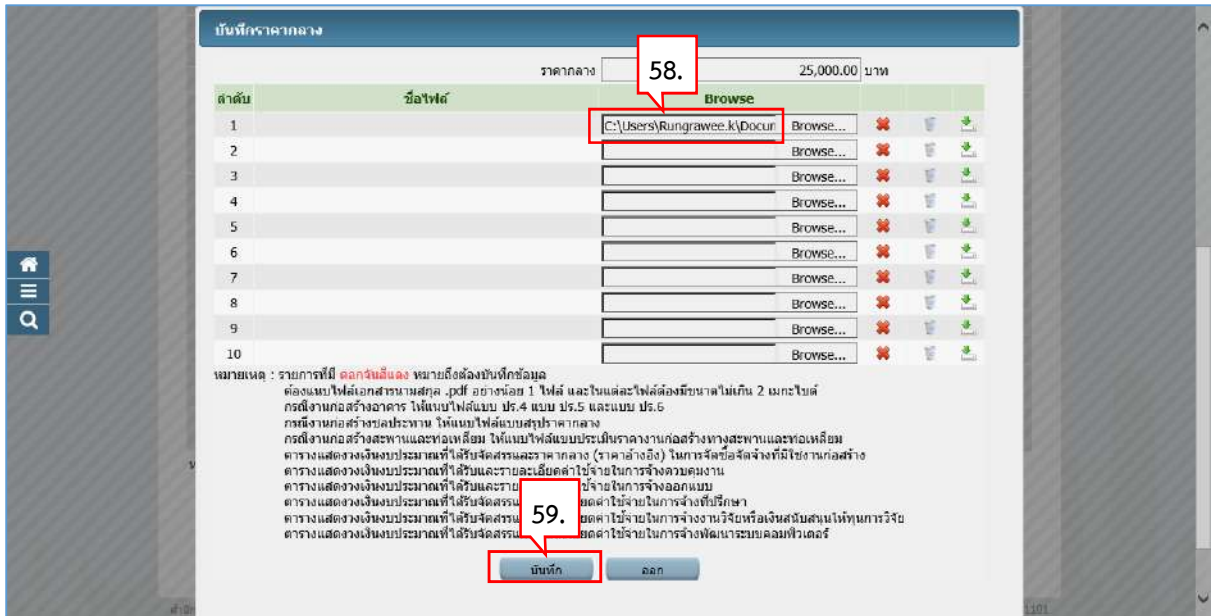 บันทึกราคากลาง
58.
ราคากลาง 25,000.00 บาท
ลำดับ ชื่อไฟล์ Browse
1 C:\Users\Rungrawee.k\Docun Browse...
2 Browse...
3 Browse...
4 Browse...
5 Browse...
6 Browse...
7 Browse...
8 Browse...
9 Browse...
10 Browse...
หมายเหตุ : รายการที่มี ดอกจันสีแดง หมายถึงต้องบันทึกข้อมูล
ต้องแนบไฟล์เอกสารนามสกุล .pdf อย่างน้อย 1 ไฟล์ และในแต่ละไฟล์ต้องมีขนาดไม่เกิน 2 เมกะไบต์
กรณีงานก่อสร้างอาคาร ให้แนบไฟล์แบบ ปร.4 แบบ ปร.5 และแบบ ปร.6
กรณีงานก่อสร้างชลประทาน ให้แนบไฟล์แบบสรุปราคากลาง
กรณีงานก่อสร้างสะพานและท่อเหลี่ยม ให้แนบไฟล์แบบประเมินราคางานก่อสร้างทางสะพานและท่อเหลี่ยม
ตารางแสดงวงเงินงบประมาณที่ได้รับจัดสรรและราคากลาง (ราคาอ้างอิง) ในการจัดซื้อจัดจ้างที่มิใช่งานก่อสร้าง
ตารางแสดงวงเงินงบประมาณที่ได้รับและรายละเอียดค่าใช้จ่ายในการจ้างควบคุมงาน
ตารางแสดงวงเงินงบประมาณที่ได้รับและราย ใช้จ่ายในการจ้างออกแบบ
ตารางแสดงวงเงินงบประมาณที่ได้รับจัดสรร ยดค่าใช้จ่ายในการจ้างที่ปรึกษา
ตารางแสดงวงเงินงบประมาณที่ได้รับจัดสรร ยดค่าใช้จ่ายในการจ้างงานวิจัยหรือเงินสนับสนุนให้ทุนการวิจัย
ตารางแสดงวงเงินงบประมาณที่ได้รับจัดสรร ยดค่าใช้จ่ายในการจ้างพัฒนาระบบคอมพิวเตอร์
59.
บันทึก ออก